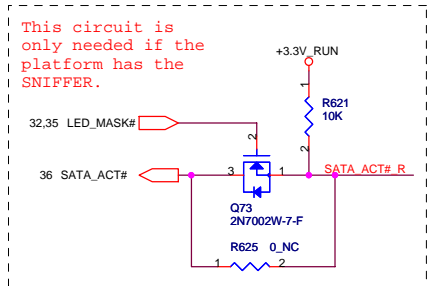 This circuit is
only needed if the
platform has the
SNIFFER.
+3.3V_RUN
1
R621
10K
2
32,35 LED_MASK#
2
36 SATA_ACT#
3
1
SATA_ACT#_R
Q73
2N7002W-7-F
R625 0_NC
1
2